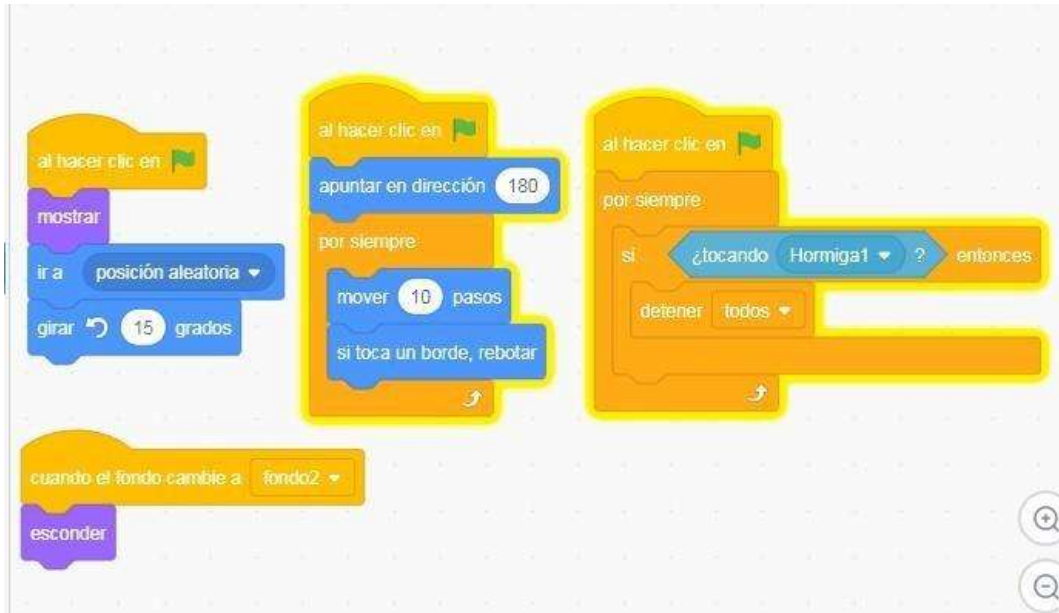 al hacer clic en
mostrar
ir a posición aleatoria
girar 15 grados
al hacer clic en
apuntar en dirección 180
por siempre
mover 10 pasos
si toca un borde, rebotar
al hacer clic en
por siempre
si ¿tocando Hormiga1 ? entonces
detener todos
cuando el fondo cambie a fondo2
esconder